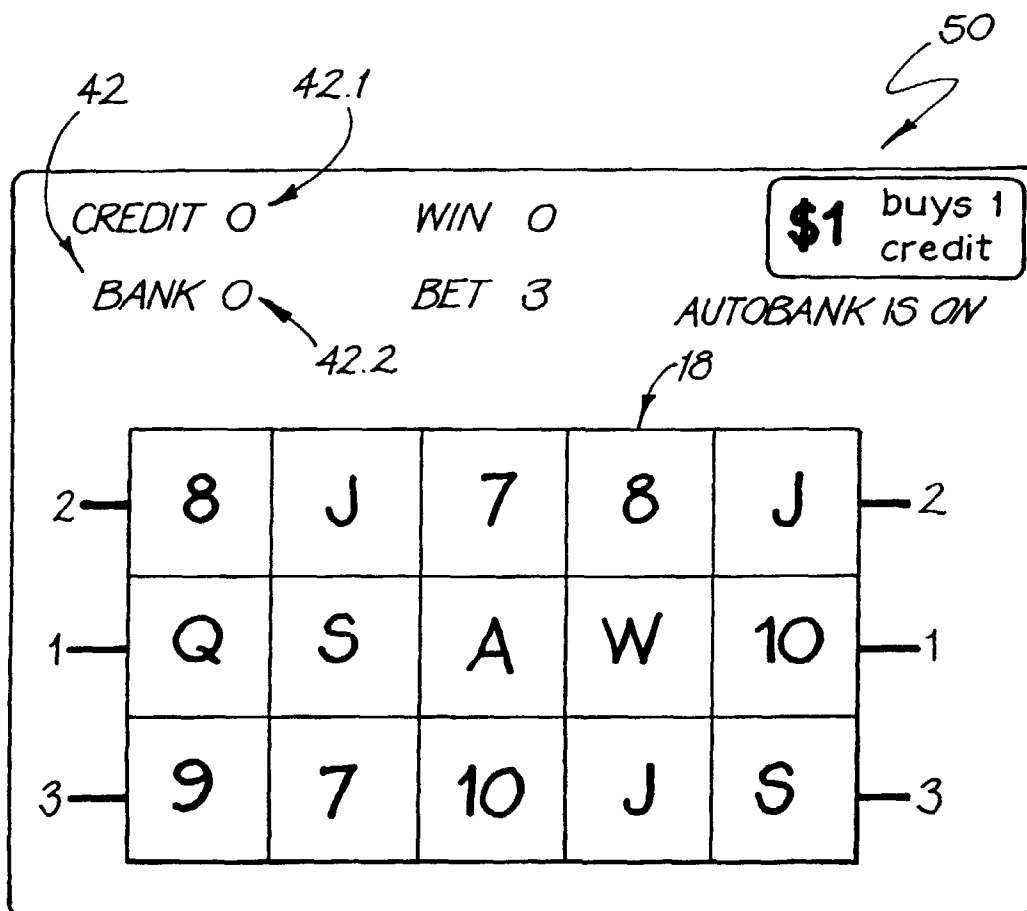 50
42 42.1
CREDIT 0 WIN 0 $1 buys 1
credit
BANK 0 BET 3 AUTOBANK IS ON
42.2 18
2 8 J 7 8 J 2
1 Q S A W 10 1
3 9 7 10 J S 3